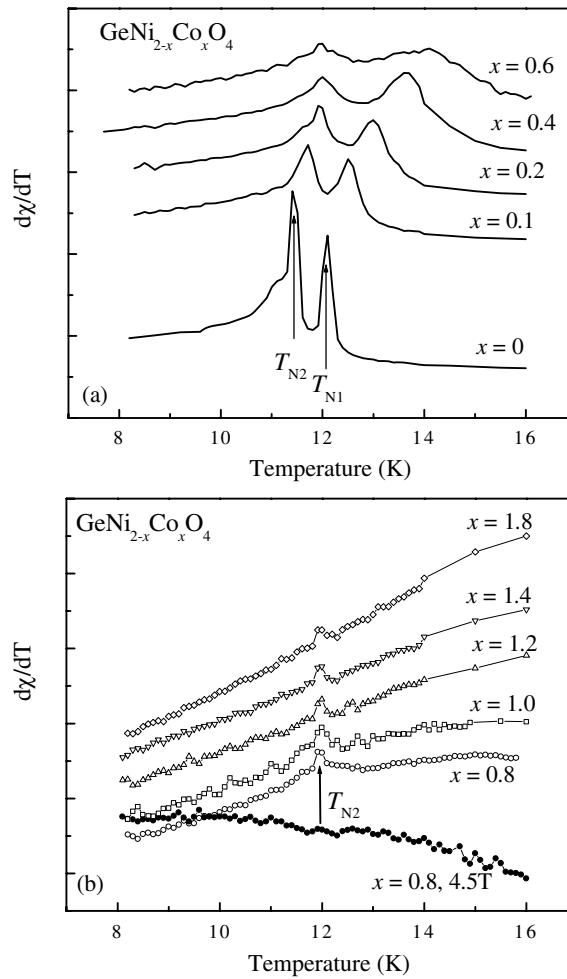 GeNi2-xCoxO4
x = 0.6
x = 0.4
x = 0.2
x = 0.1
x = 0
dχ/dT
TN2
TN1
(a)
8 10 12 14 16
Temperature (K)
GeNi2-xCoxO4
x = 1.8
x = 1.4
x = 1.2
x = 1.0
x = 0.8
dχ/dT
TN2
x = 0.8, 4.5T
(b)
8 10 12 14 16
Temperature (K)